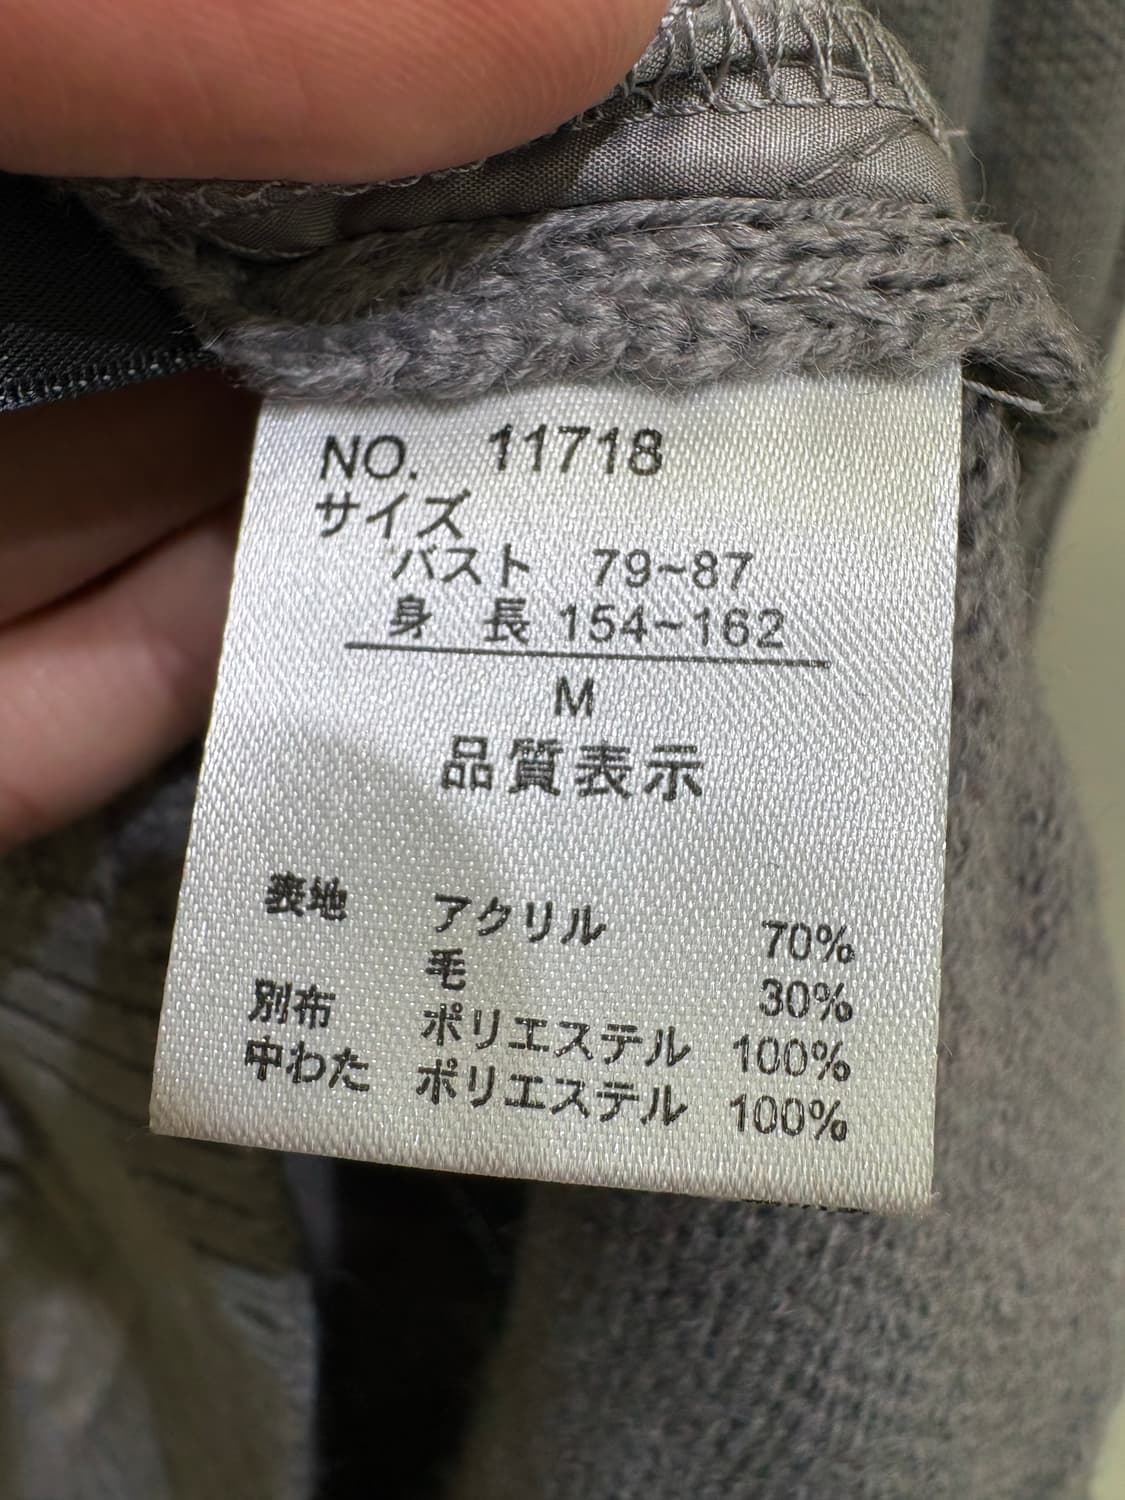 NO. 11718
サイズ
バスト 79~87
身 長 154~162
M
品質表示
表地 アクリル 70%
毛 30%
別布 ポリエステル 100%
中わた ポリエステル 100%